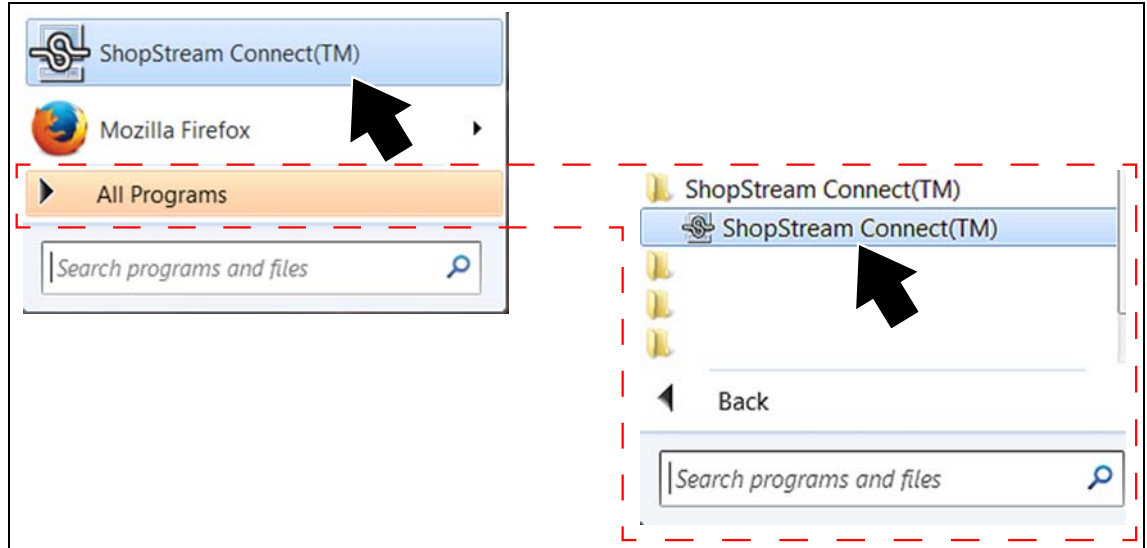 ShopStream Connect(TM)
Mozilla Firefox
All Programs
Search programs and files
ShopStream Connect(TM)
ShopStream Connect(TM)
Back
Search programs and files